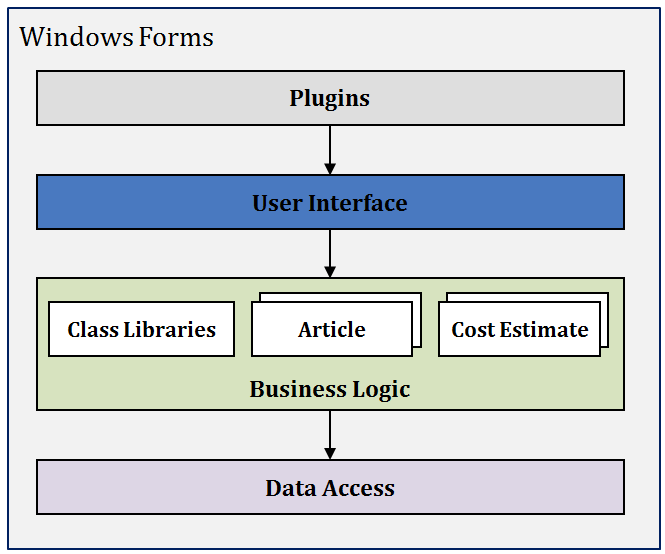 Windows Forms
Plugins
User Interface
Class Libraries
Article
Cost Estimate
Business Logic
Data Access